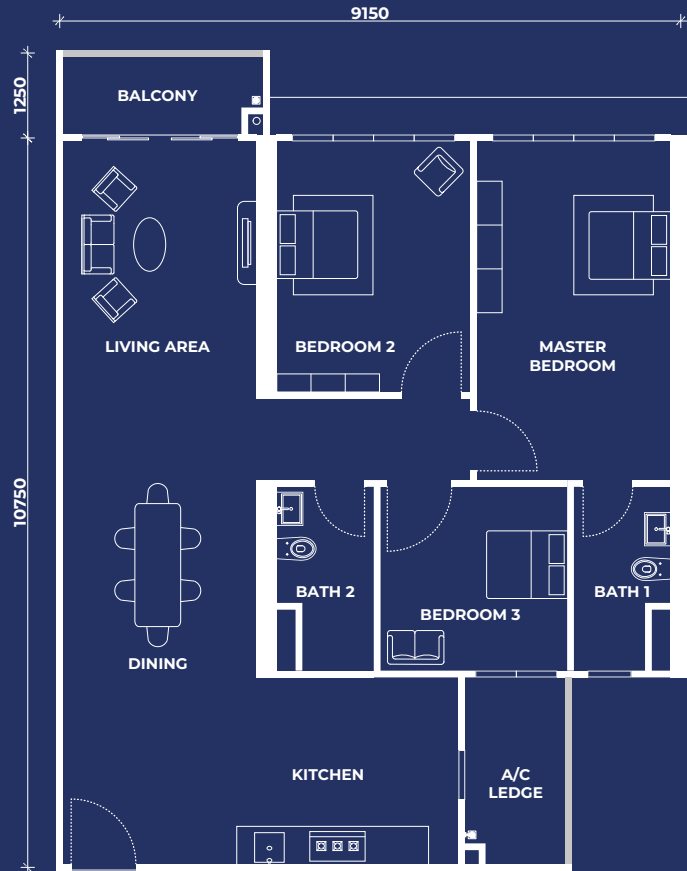 9150
1250
BALCONY
LIVING AREA
BEDROOM 2
MASTER
BEDROOM
10750
BATH 2
BEDROOM 3
BATH 1
DINING
KITCHEN
A/C
LEDGE